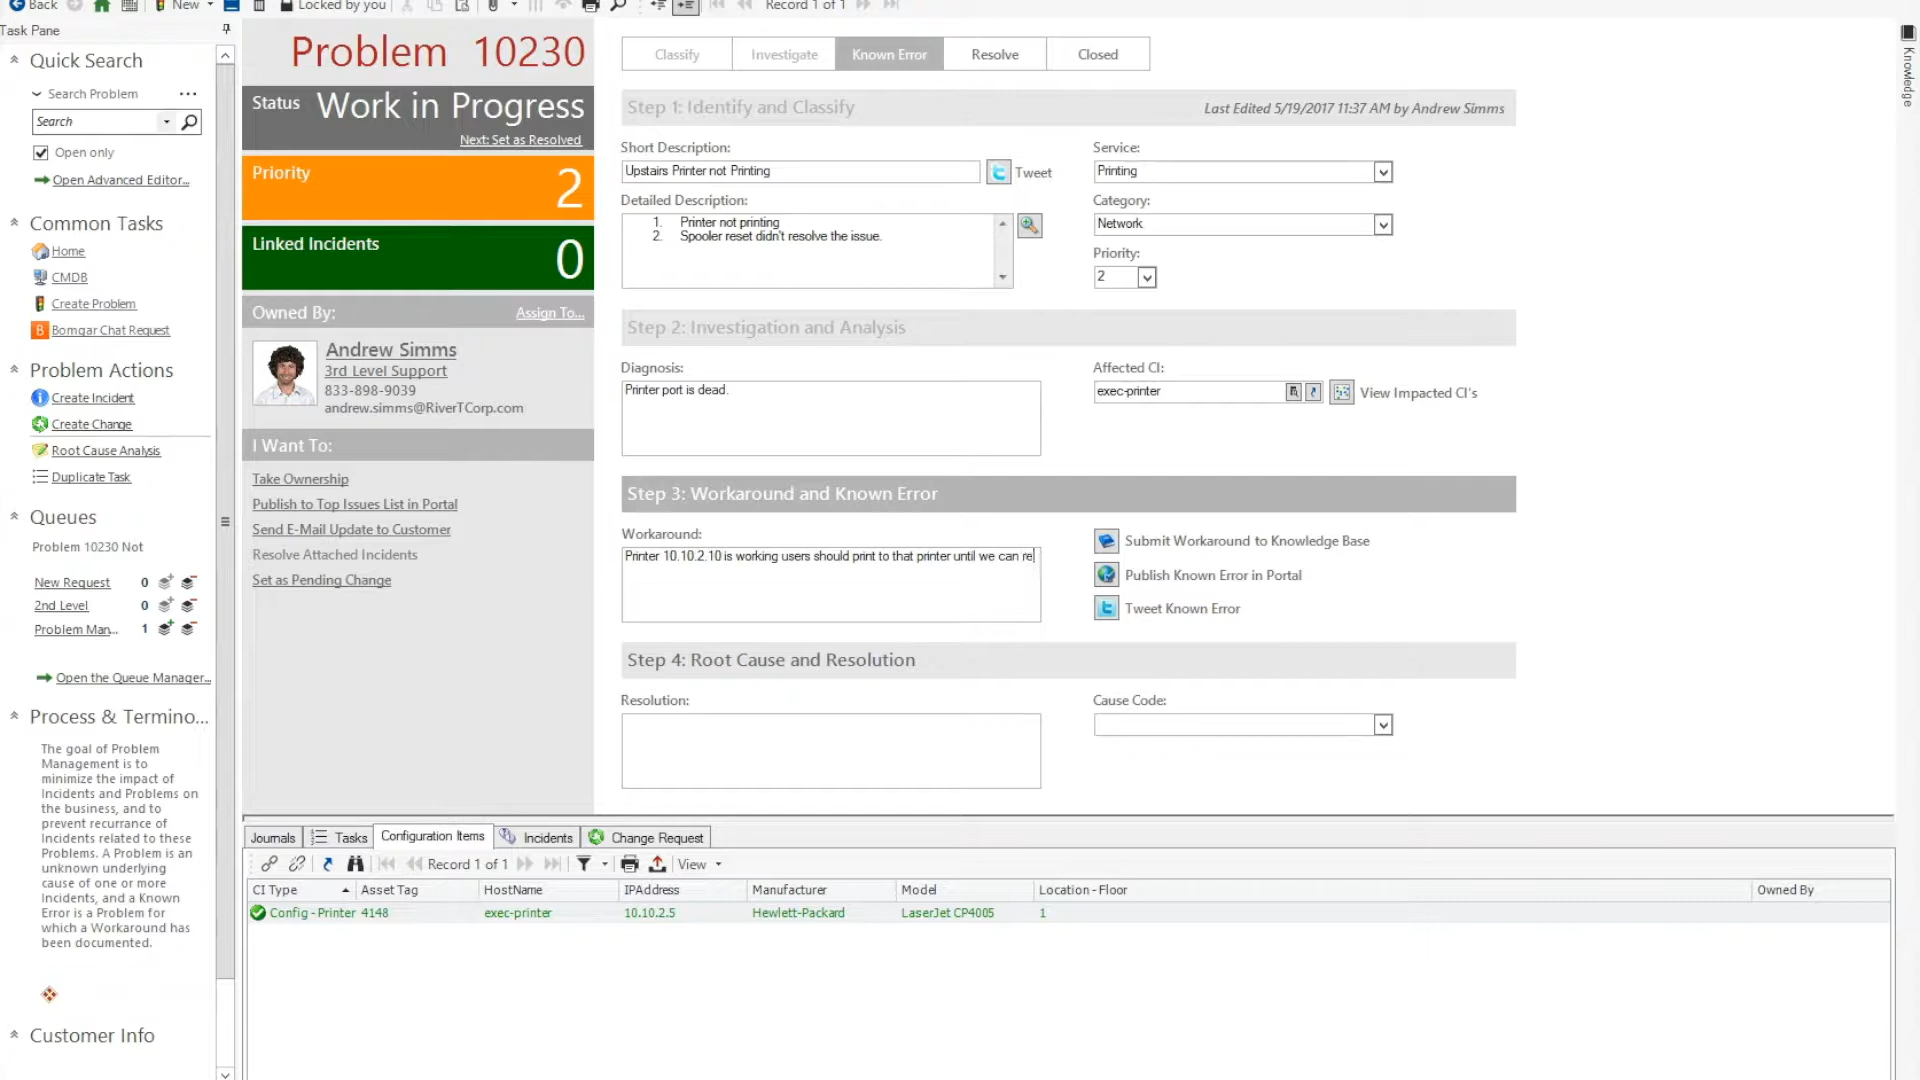 Back
New
Locked by you
Record 1 of 1
Task Pane
Quick Search
Search Problem
Search
Open only
Open Advanced Editor...
Common Tasks
Home
CMDB
Create Problem
B Bomgar Chat Request
Problem Actions
Create Incident
Create Change
Root Cause Analysis
Duplicate Task
Queues
Problem 10230 Not
New Request 0
2nd Level 0
Problem Man... 1
Open the Queue Manager...
Process & Termino...
The goal of Problem
Management is to
minimize the impact of
Incidents and Problems on
the business, and to
prevent recurrance of
Incidents related to these
Problems. A Problem is an
unknown underlying
cause of one or more
Incidents, and a Known
Error is a Problem for
which a Workaround has
been documented.
Customer Info
Problem 10230
Status Work in Progress
Next: Set as Resolved
Priority 2
Linked Incidents 0
Owned By: Assign To...
Andrew Simms
3rd Level Support
833-898-9039
andrew.simms@RiverTCorp.com
I Want To:
Take Ownership
Publish to Top Issues List in Portal
Send E-Mail Update to Customer
Resolve Attached Incidents
Set as Pending Change
Classify Investigate Known Error Resolve Closed
Step 1: Identify and Classify Last Edited 5/19/2017 11:37 AM by Andrew Simms
Short Description:
Upstairs Printer not Printing
Tweet
Service:
Printing
Detailed Description:
1. Printer not printing
2. Spooler reset didn't resolve the issue.
Category:
Network
Priority:
2
Step 2: Investigation and Analysis
Diagnosis:
Printer port is dead.
Affected CI:
exec-printer
View Impacted CI's
Step 3: Workaround and Known Error
Workaround:
Printer 10.10.2.10 is working users should print to that printer until we can re
Submit Workaround to Knowledge Base
Publish Known Error in Portal
Tweet Known Error
Step 4: Root Cause and Resolution
Resolution:
Cause Code:
Journals Tasks Configuration Items Incidents Change Request
Record 1 of 1 View
CI Type Asset Tag HostName IPAddress Manufacturer Model Location - Floor Owned By
Config - Printer 4148 exec-printer 10.10.2.5 Hewlett-Packard LaserJet CP4005 1
Knowledge